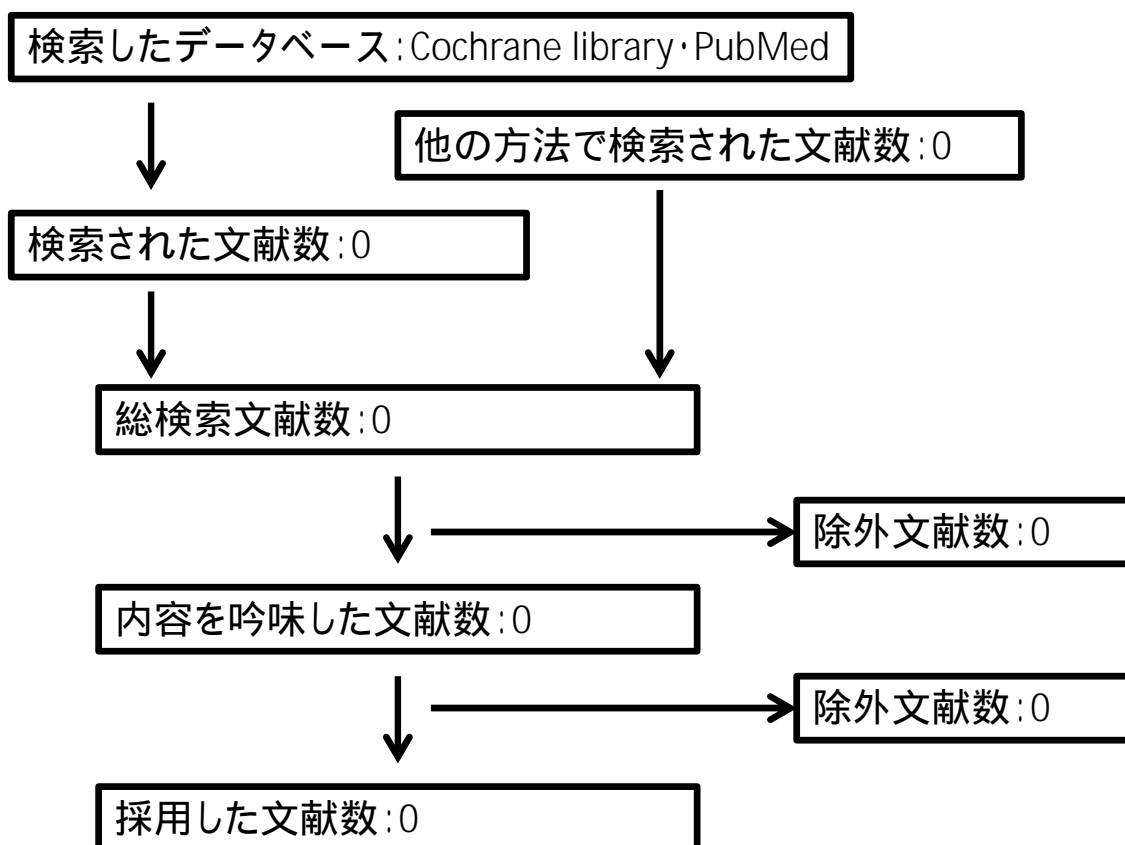 検索したデータベース:Cochrane library・PubMed
他の方法で検索された文献数:0
検索された文献数:0
総検索文献数:0
除外文献数:0
内容を吟味した文献数:0
除外文献数:0
採用した文献数:0